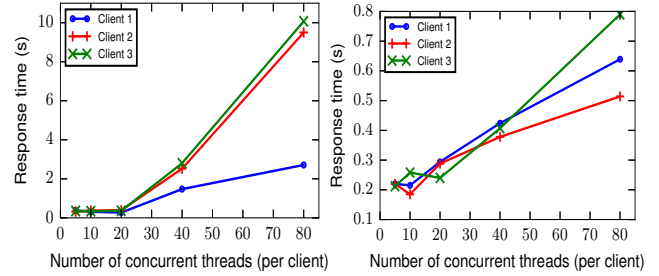 Response time (s)
10
8
6
4
2
0
Client 1
Client 2
Client 3
0 10 20 30 40 50 60 70 80
Number of concurrent threads (per client)
Response time (s)
0.8
0.7
0.6
0.5
0.4
0.3
0.2
0.1
Client 1
Client 2
Client 3
0 10 20 30 40 50 60 70 80
Number of concurrent threads (per client)